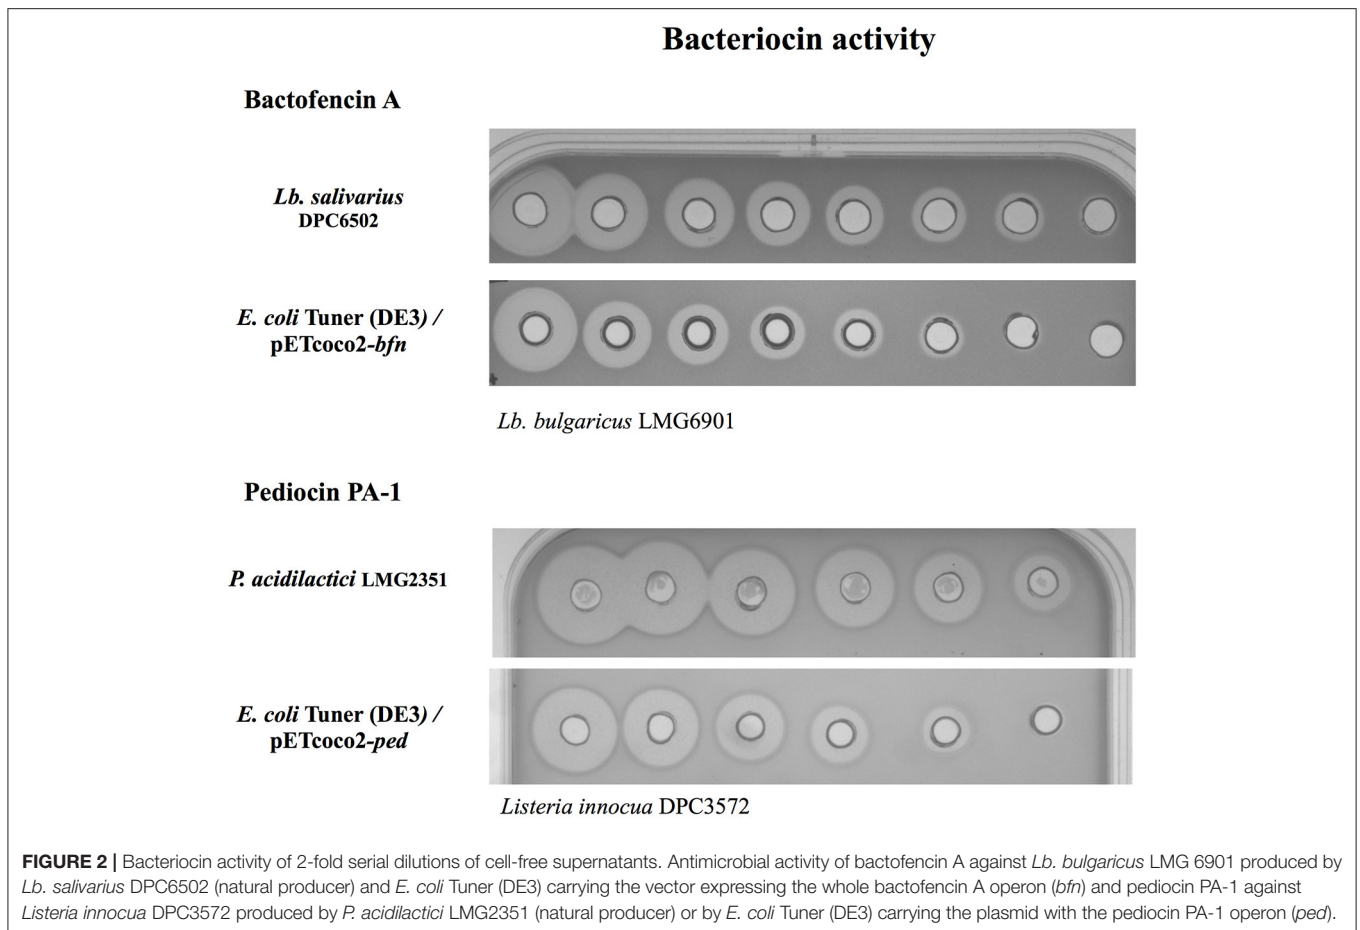 Bacteriocin activity
Bactofencin A
Lb. salivarius
DPC6502
E. coli Tuner (DE3) /
pETcoco2-bfn
Lb. bulgaricus LMG6901
Pediocin PA-1
P. acidilactici LMG2351
E. coli Tuner (DE3) /
pETcoco2-ped
Listeria innocua DPC3572
FIGURE 2 | Bacteriocin activity of 2-fold serial dilutions of cell-free supernatants. Antimicrobial activity of bactofencin A against Lb. bulgaricus LMG 6901 produced by
Lb. salivarius DPC6502 (natural producer) and E. coli Tuner (DE3) carrying the vector expressing the whole bactofencin A operon (bfn) and pediocin PA-1 against
Listeria innocua DPC3572 produced by P. acidilactici LMG2351 (natural producer) or by E. coli Tuner (DE3) carrying the plasmid with the pediocin PA-1 operon (ped).